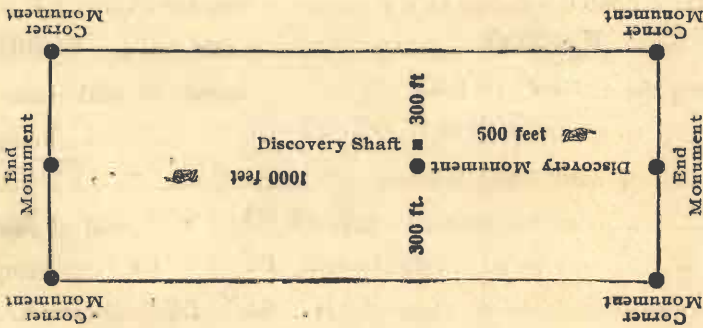 Corner
Monument
Corner
Monument
End
Monument
300 ft
500 feet
Discovery Shaft
Discovery Monument
1000 feet
300 ft.
End
Monument
Corner
Monument
Corner
Monument